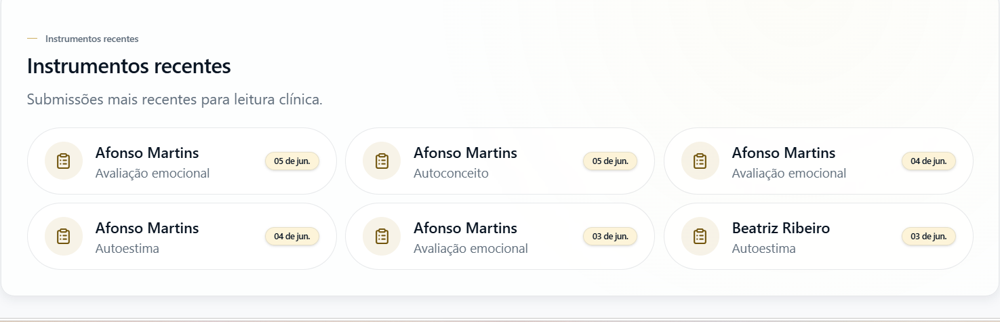 Instrumentos recentes
Instrumentos recentes
Submissões mais recentes para leitura clínica.
Afonso Martins
Avaliação emocional
05 de jun.
Afonso Martins
Autoconceito
05 de jun.
Afonso Martins
Avaliação emocional
04 de jun.
Afonso Martins
Autoestima
04 de jun.
Afonso Martins
Avaliação emocional
03 de jun.
Beatriz Ribeiro
Autoestima
03 de jun.